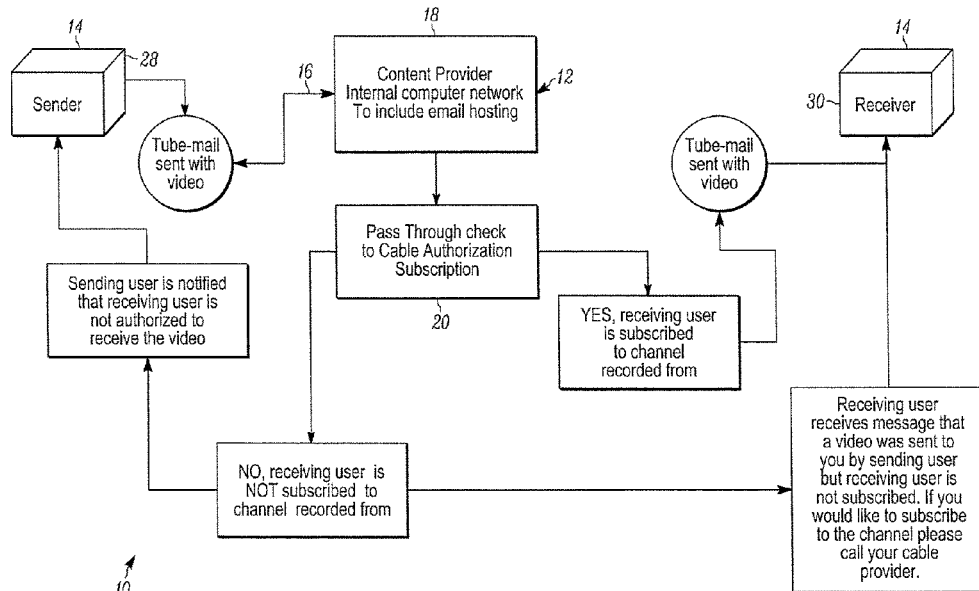 14
28
Sender
16
Tube-mail
sent with
video
18
Content Provider
Internal computer network
To include email hosting
12
14
30
Receiver
Tube-mail
sent with
video
Pass Through check
to Cable Authorization
Subscription
20
Sending user is notified
that receiving user is
not authorized to
receive the video
YES, receiving user
is subscribed
to channel
recorded from
NO, receiving user is
NOT subscribed to
channel recorded from
Receiving user
receives message that
a video was sent to
you by sending user
but receiving user is
not subscribed. If you
would like to subscribe
to the channel please
call your cable
provider.
10